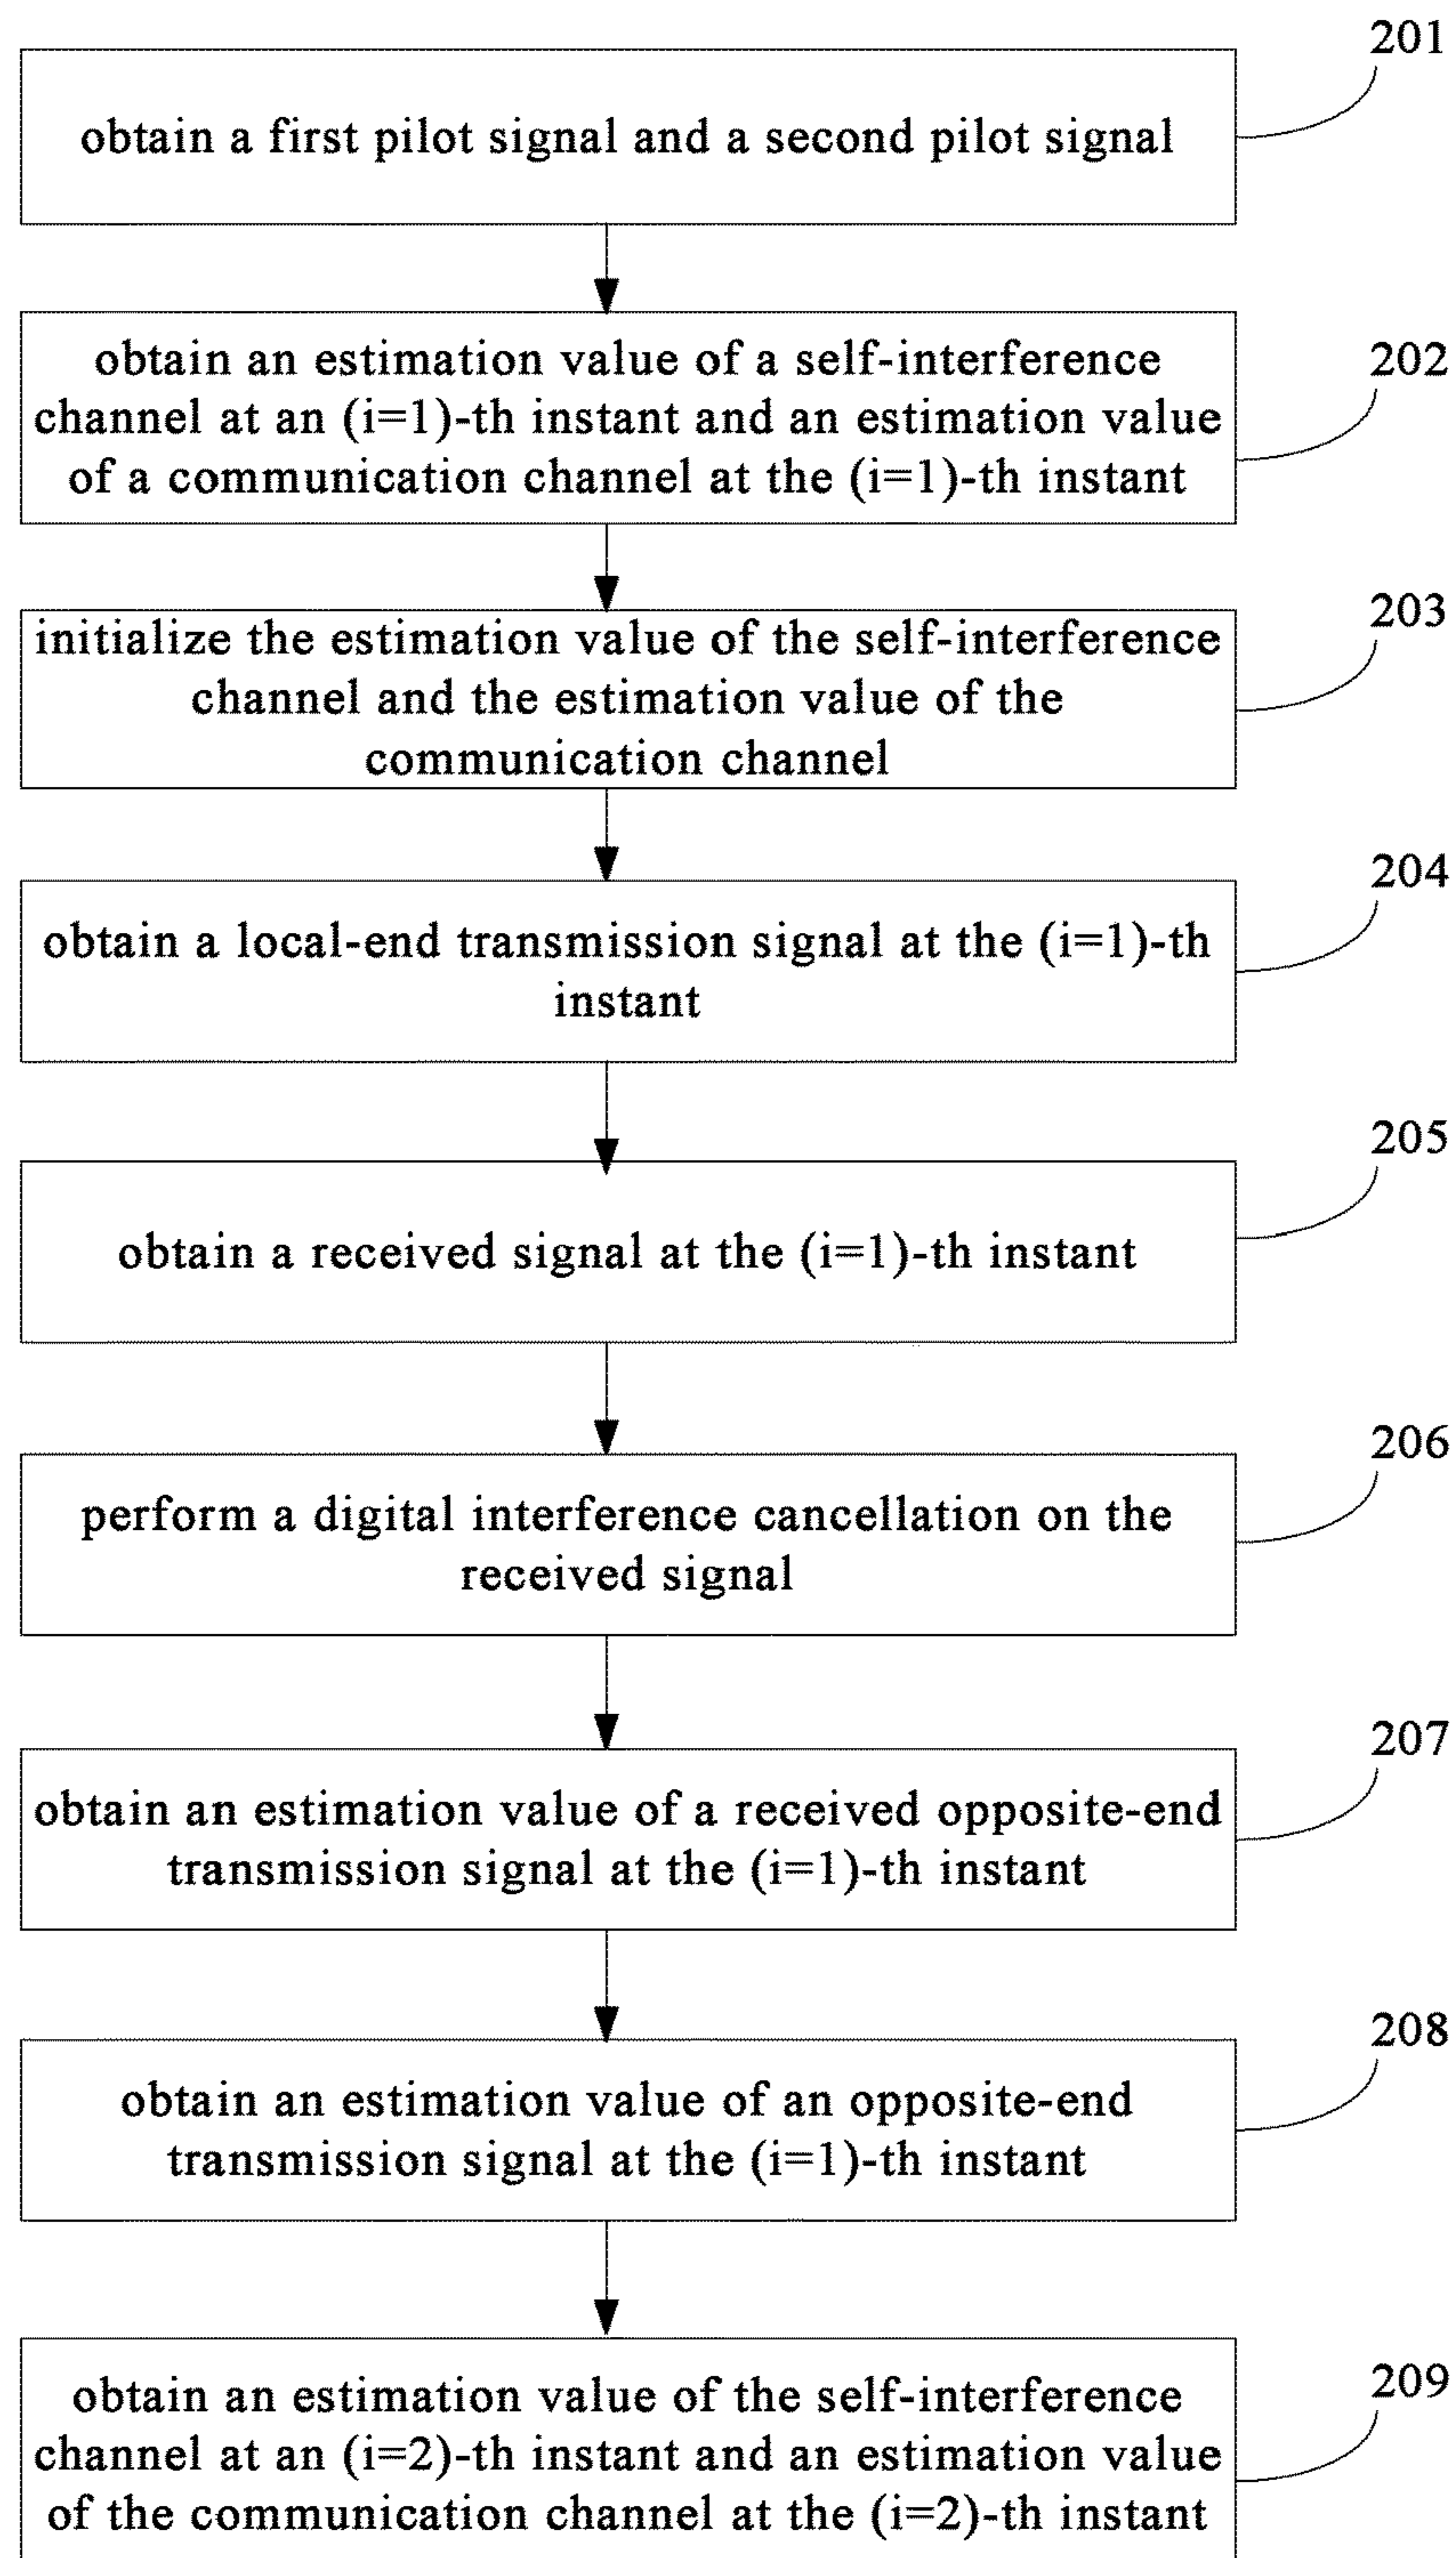 201
obtain a first pilot signal and a second pilot signal
202
obtain an estimation value of a self-interference
channel at an (i=1)-th instant and an estimation value
of a communication channel at the (i=1)-th instant
203
initialize the estimation value of the self-interference
channel and the estimation value of the
communication channel
204
obtain a local-end transmission signal at the (i=1)-th
instant
205
obtain a received signal at the (i=1)-th instant
206
perform a digital interference cancellation on the
received signal
207
obtain an estimation value of a received opposite-end
transmission signal at the (i=1)-th instant
208
obtain an estimation value of an opposite-end
transmission signal at the (i=1)-th instant
209
obtain an estimation value of the self-interference
channel at an (i=2)-th instant and an estimation value
of the communication channel at the (i=2)-th instant